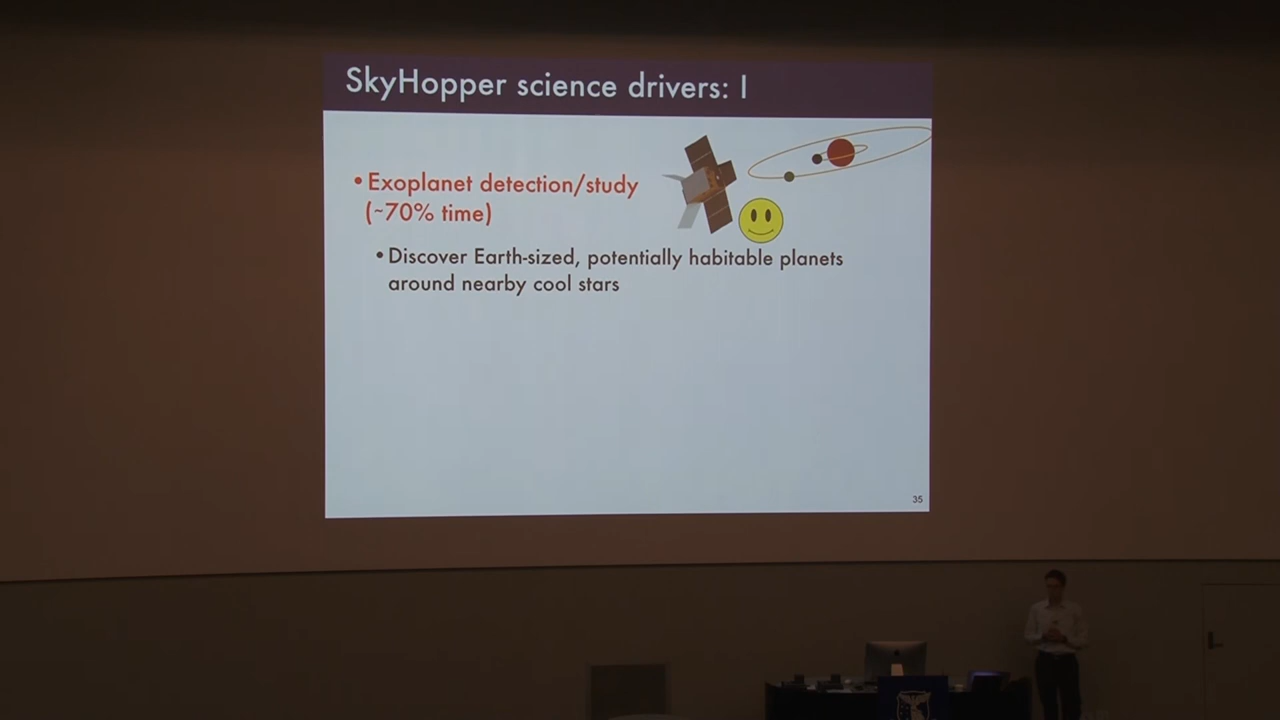 SkyHopper science drivers: I
• Exoplanet detection/study
(~70% time)
• Discover Earth-sized, potentially habitable planets
around nearby cool stars
35